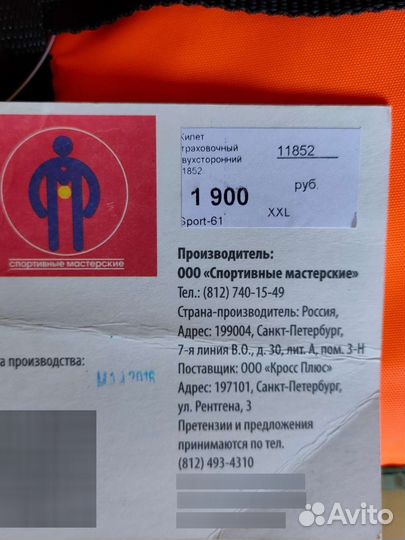 спортивные мастерские
Жилет
страховочный
двухсторонний
11852
11852
1 900
руб.
Sport-61
XXL
Производитель:
ООО «Спортивные мастерские»
Тел.: (812) 740-15-49
Страна-производитель: Россия,
Адрес: 199004, Санкт-Петербург,
7-я линия В.О., д. 30, лит. А, пом. 3-Н
Поставщик: ООО «Кросс Плюс»
Адрес: 197101, Санкт-Петербург,
ул. Рентгена, 3
Претензии и предложения
принимаются по тел.
(812) 493-4310
производства:
Avito